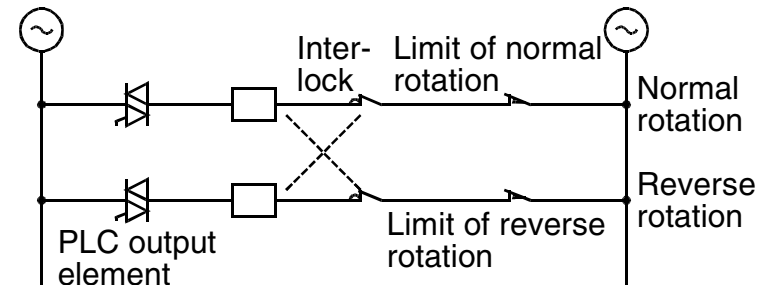 Inter-
lock
Limit of normal
rotation
Normal
rotation
Reverse
rotation
Limit of reverse
rotation
PLC output
element